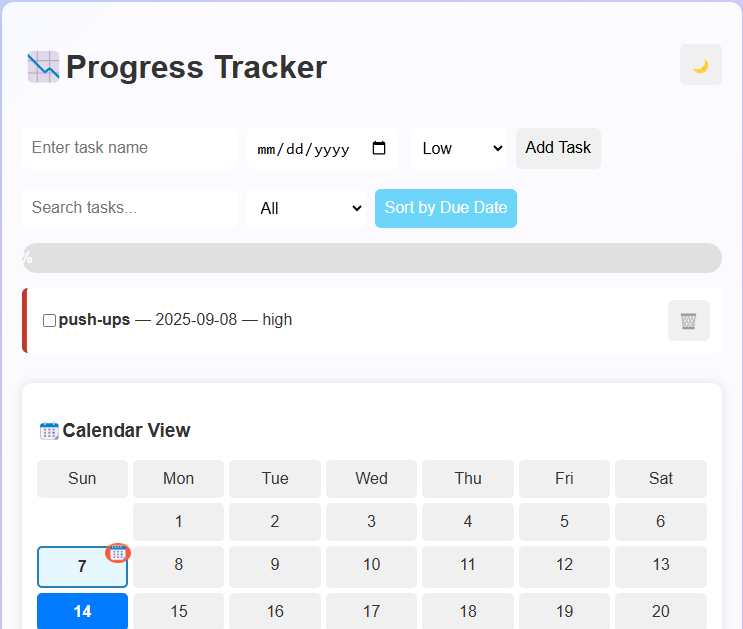 Progress Tracker
Enter task name mm/dd/yyyy Low Add Task
Search tasks... All Sort by Due Date
%
push-ups — 2025-09-08 — high
Calendar View
Sun Mon Tue Wed Thu Fri Sat
1 2 3 4 5 6
7 8 9 10 11 12 13
14 15 16 17 18 19 20